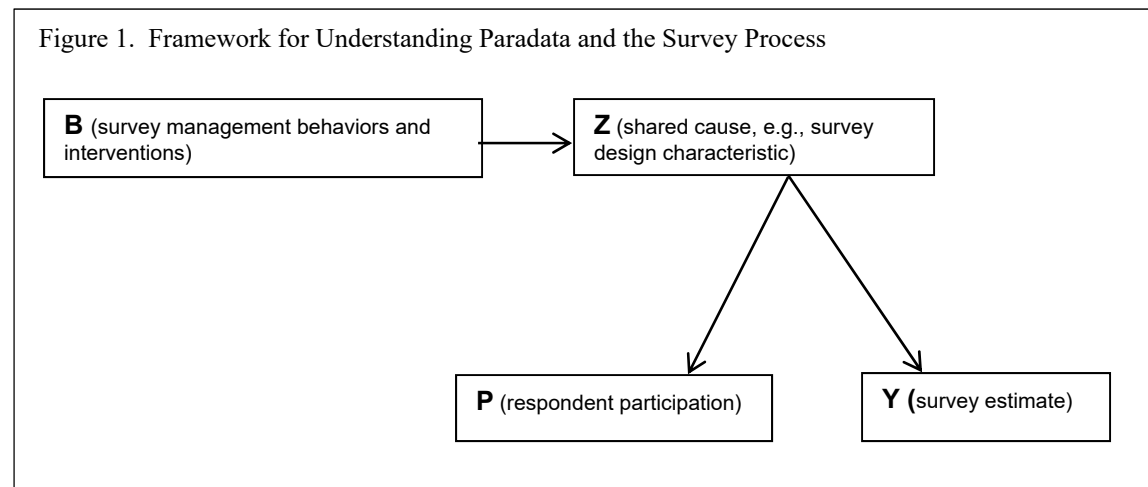 Figure 1.  Framework for Understanding Paradata and the Survey Process
B (survey management behaviors and
interventions)
Z (shared cause, e.g., survey
design characteristic)
P (respondent participation)
Y (survey estimate)